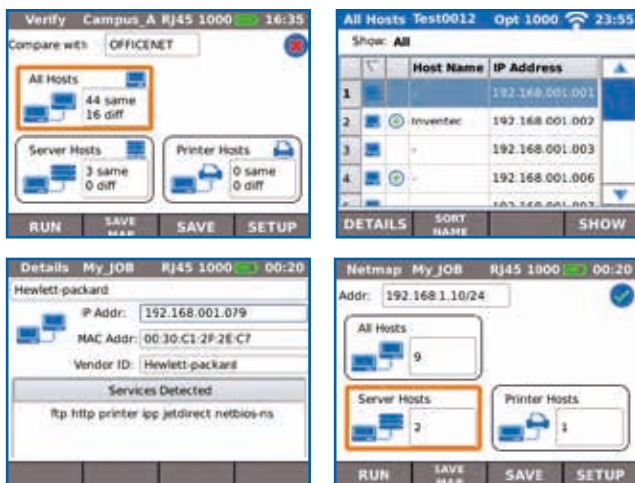 Verify Campus_A RJ45 1000 16:35
Compare with OFFICENET
All Hosts
44 same
16 diff
Server Hosts
3 same
0 diff
Printer Hosts
0 same
0 diff
RUN SAVE MAP SAVE SETUP
All Hosts Test0012 Opt 1000 23:55
Show: All
Host Name IP Address
1 - 192.168.001.001
2 Inventec 192.168.001.002
3 - 192.168.001.003
4 - 192.168.001.006
192.168.001.007
DETAILS SORT NAME SHOW
Details My_JOB RJ45 1000 00:20
Hewlett-packard
IP Addr: 192.168.001.079
MAC Addr: 00:30:C1:2F:2E:C7
Vendor ID: Hewlett-packard
Services Detected
ftp http printer ipp jetdirect netbios-ns
Netmap My_JOB RJ45 1000 00:20
Addr: 192.168.1.10/24
All Hosts
9
Server Hosts
2
Printer Hosts
1
RUN SAVE MAP SAVE SETUP